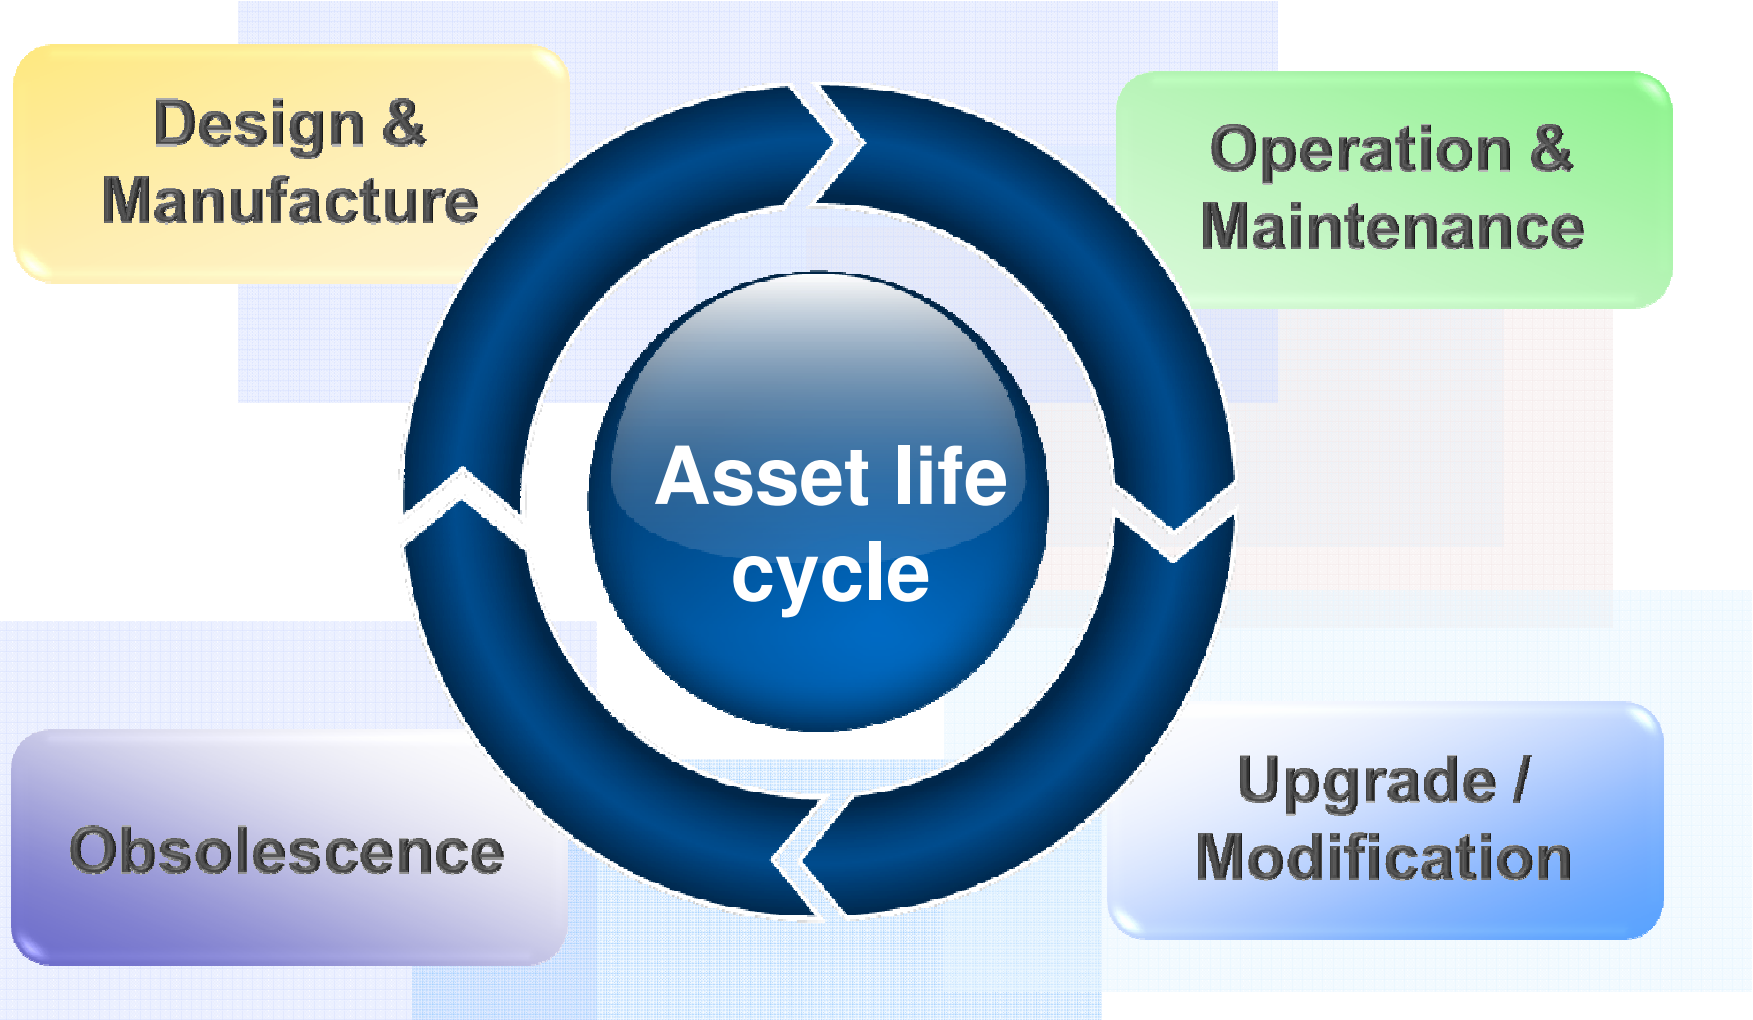 Design &
Manufacture
Operation &
Maintenance
Asset life
cycle
Obsolescence
Upgrade /
Modification